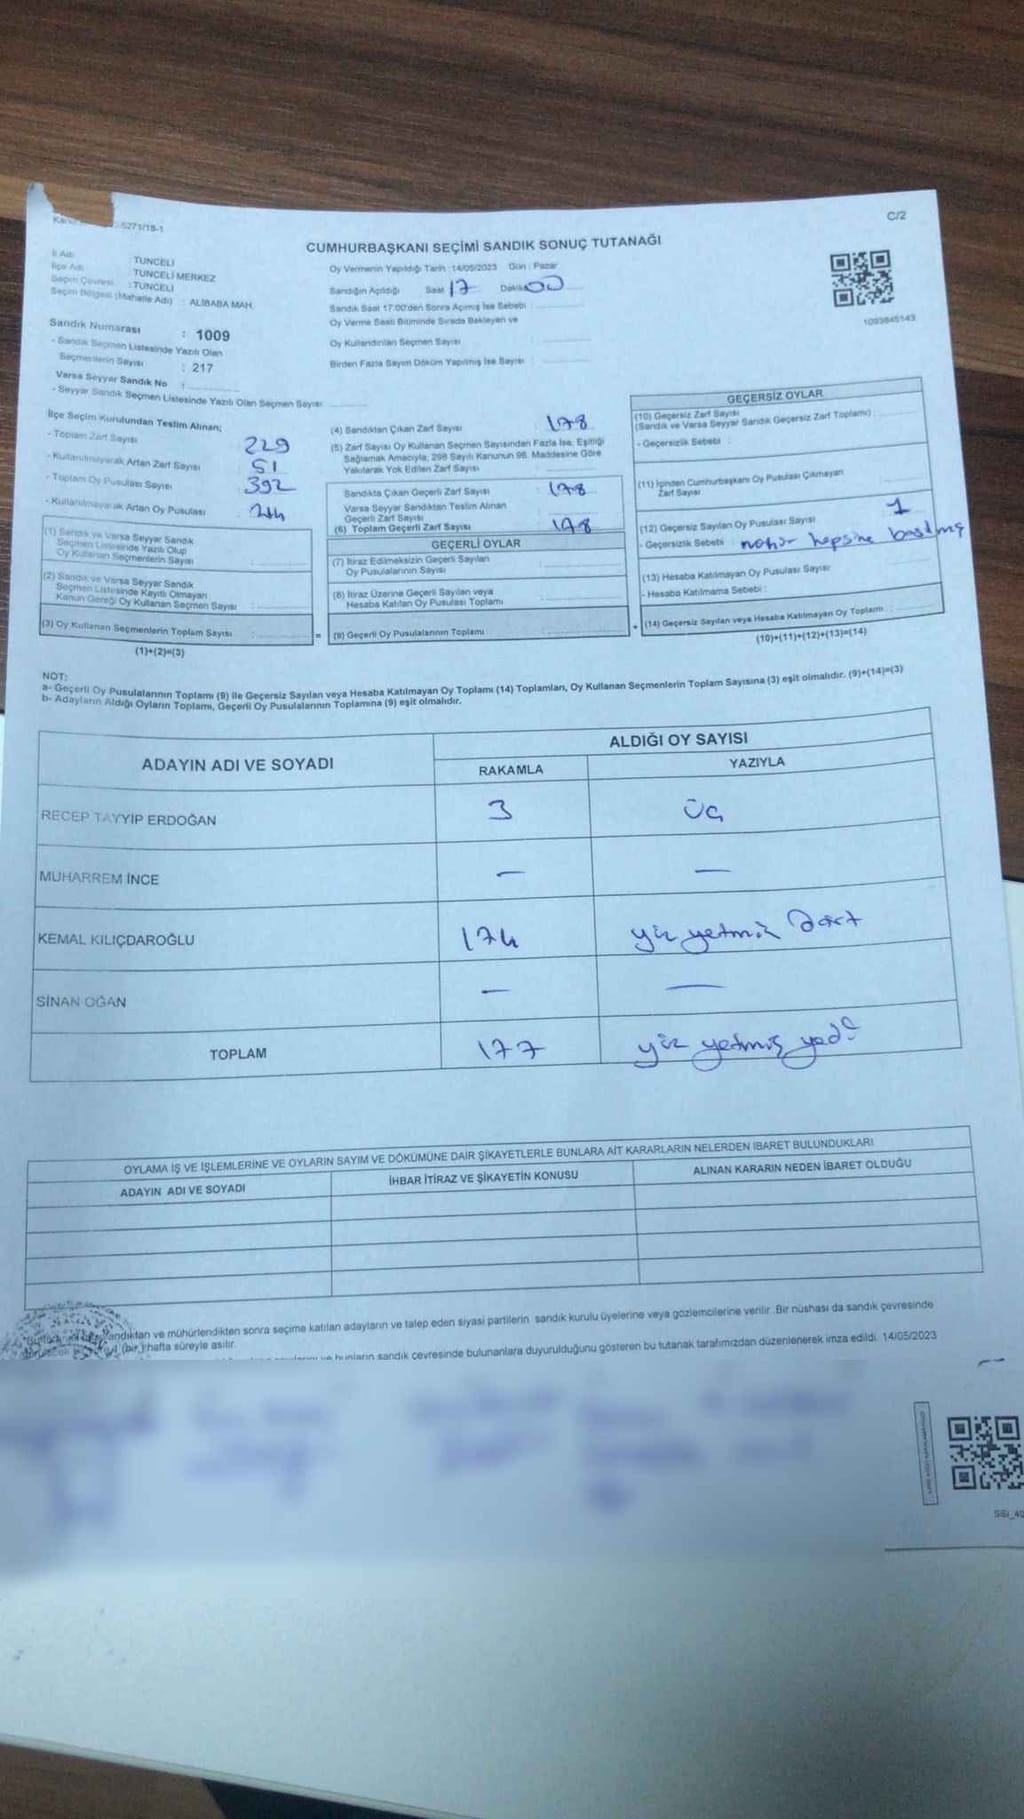 5271/18-1
C/2
CUMHURBAŞKANI SEÇİMİ SANDIK SONUÇ TUTANAĞI
İl Adı : TUNCELİ
İlçe Adı : TUNCELİ MERKEZ
Seçim Çevresi : TUNCELİ
Seçim Bölgesi (Mahalle Adı) : ALİBABA MAH.
Sandık Numarası : 1009
- Sandık Seçmen Listesinde Yazılı Olan
Seçmenlerin Sayısı : 217
Varsa Seyyar Sandık No :
- Seyyar Sandık Seçmen Listesinde Yazılı Olan Seçmen Sayısı
Oy Vermenin Yapıldığı Tarih : 14/05/2023 Gün : Pazar
Sandığın Açıldığı Saat 17 Dakika 00
Sandık Saat 17.00'den Sonra Açımış İse Sebebi
Oy Verme Saati Bitiminde Sırada Bekleyen ve
Oy Kullandırılan Seçmen Sayısı :
Birden Fazla Sayım Döküm Yapılmış İse Sayısı :
1093845143
İlçe Seçim Kurulundan Teslim Alınan;
- Toplam Zarf Sayısı : 229
- Kullanılmayarak Artan Zarf Sayısı : 51
- Toplam Oy Pusulası Sayısı : 392
- Kullanılmayarak Artan Oy Pusulası : 214
(1) Sandık ve Varsa Seyyar Sandık
Seçmen Listesinde Yazılı Olup
Oy Kullanan Seçmenlerin Sayısı :
(2) Sandık ve Varsa Seyyar Sandık
Seçmen Listesinde Kayıtlı Olmayan
Kanun Gereği Oy Kullanan Seçmen Sayısı :
(3) Oy Kullanan Seçmenlerin Toplam Sayısı : =
(1)+(2)=(3)
(4) Sandıktan Çıkan Zarf Sayısı : 178
(5) Zarf Sayısı Oy Kullanan Seçmen Sayısından Fazla İse, Eşitliği
Sağlamak Amacıyla, 298 Sayılı Kanunun 98. Maddesine Göre
Yakılarak Yok Edilen Zarf Sayısı :
Sandıkta Çıkan Geçerli Zarf Sayısı : 178
Varsa Seyyar Sandıktan Teslim Alınan
Geçerli Zarf Sayısı :
(6) Toplam Geçerli Zarf Sayısı : 178
GEÇERLİ OYLAR
(7) İtiraz Edilmeksizin Geçerli Sayılan
Oy Pusulalarının Sayısı :
(8) İtiraz Üzerine Geçerli Sayılan veya
Hesaba Katılan Oy Pusulası Toplamı :
(9) Geçerli Oy Pusulalarının Toplamı : +
GEÇERSİZ OYLAR
(10) Geçersiz Zarf Sayısı
(Sandık ve Varsa Seyyar Sandık Geçersiz Zarf Toplamı) :
- Geçersizlik Sebebi :
(11) İçinden Cumhurbaşkanı Oy Pusulası Çıkmayan
Zarf Sayısı :
(12) Geçersiz Sayılan Oy Pusulası Sayısı : 1
- Geçersizlik Sebebi : mühür hepsine basılmış
(13) Hesaba Katılmayan Oy Pusulası Sayısı :
- Hesaba Katılmama Sebebi :
(14) Geçersiz Sayılan veya Hesaba Katılmayan Oy Toplamı :
(10)+(11)+(12)+(13)=(14)
NOT:
a- Geçerli Oy Pusulalarının Toplamı (9) ile Geçersiz Sayılan veya Hesaba Katılmayan Oy Toplamı (14) Toplamları, Oy Kullanan Seçmenlerin Toplam Sayısına (3) eşit olmalıdır. (9)+(14)=(3)
b- Adayların Aldığı Oyların Toplamı, Geçerli Oy Pusulalarının Toplamına (9) eşit olmalıdır.
ADAYIN ADI VE SOYADI
ALDIĞI OY SAYISI
RAKAMLA YAZIYLA
RECEP TAYYİP ERDOĞAN 3 üç
MUHARREM İNCE — —
KEMAL KILIÇDAROĞLU 174 yüz yetmiş dört
SİNAN OĞAN — —
TOPLAM 177 yüz yetmiş yedi
OYLAMA İŞ VE İŞLEMLERİNE VE OYLARIN SAYIM VE DÖKÜMÜNE DAİR ŞİKAYETLERLE BUNLARA AİT KARARLARIN NELERDEN İBARET BULUNDUKLARI
ADAYIN ADI VE SOYADI İHBAR İTİRAZ VE ŞİKAYETİN KONUSU ALINAN KARARIN NEDEN İBARET OLDUĞU
andıktan ve mühürlendikten sonra seçime katılan adayların ve talep eden siyasi partilerin sandık kurulu üyelerine veya gözlemcilerine verilir. Bir nüshası da sandık çevresinde
(bir) hafta süreyle asılır.
bunların sandık çevresinde bulunanlara duyurulduğunu gösteren bu tutanak tarafımızdan düzenlenerek imza edildi. 14/05/2023